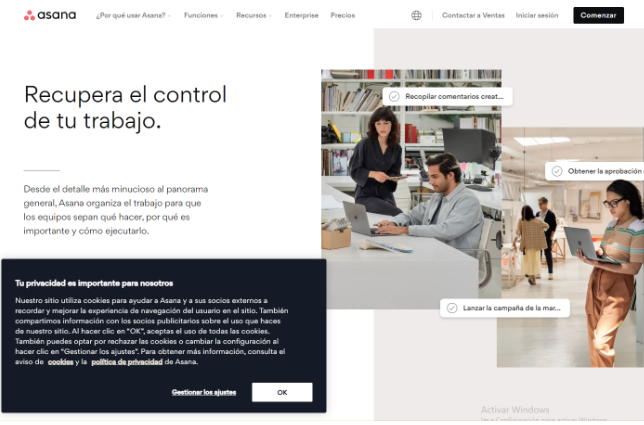 asana
¿Por qué usar Asana?
Funciones
Recursos
Enterprise
Precios
Contactar a Ventas
Iniciar sesión
Comenzar
Recupera el control
de tu trabajo.
Desde el detalle más minucioso al panorama
general, Asana organiza el trabajo para que
los equipos sepan qué hacer, por qué es
importante y cómo ejecutarlo.
Recopilar comentarios creat...
Obtener la aprobación
Lanzar la campaña de la mar...
Tu privacidad es importante para nosotros
Nuestro sitio utiliza cookies para ayudar a Asana y a sus socios externos a
recordar y mejorar la experiencia de navegación del usuario en el sitio. También
compartimos información con los socios publicitarios sobre el uso que haces
de nuestro sitio. Al hacer clic en “OK”, aceptas el uso de todas las cookies.
También puedes optar por rechazar las cookies o cambiar la configuración al
hacer clic en “Gestionar los ajustes”. Para obtener más información, consulta el
aviso de cookies y la política de privacidad de Asana.
Gestionar los ajustes
OK
Activar Windows
Ve a Configuración para activar Windows.